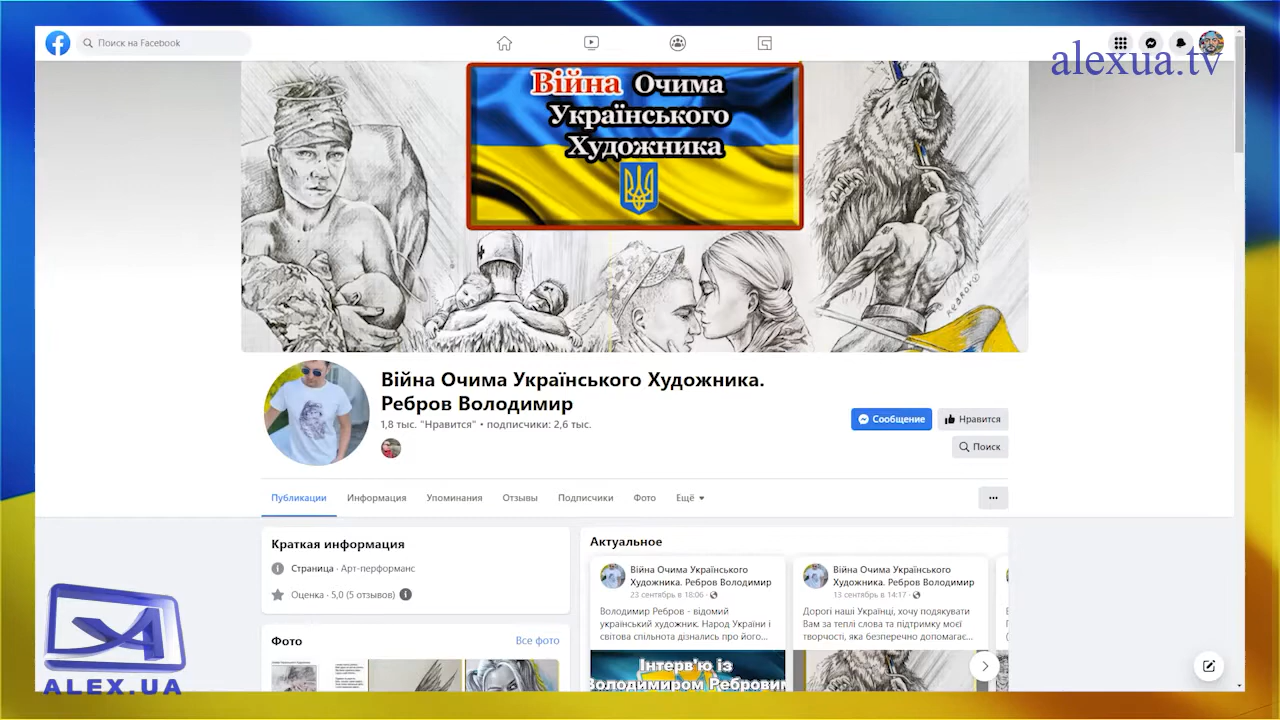 Поиск на Facebook
alexua.tv
Війна Очима
Українського
Художника
Війна Очима Українського Художника.
Ребров Володимир
1,8 тыс. "Нравится" • подписчики: 2,6 тыс.
Сообщение
Нравится
Поиск
Публикации
Информация
Упоминания
Отзывы
Подписчики
Фото
Ещё
Краткая информация
Страница · Арт-перформанс
Оценка · 5,0 (5 отзывов)
Фото
Все фото
Актуальное
Війна Очима Українського
Художника. Ребров Володимир
23 сентябрь в 18:06 ·
Володимир Ребров - відомий
український художник. Народ України і
світова спільнота дізнались про його...
Інтерв'ю із
Володимиром Ребровим
Війна Очима Українського
Художника. Ребров Володимир
13 сентябрь в 14:17 ·
Дорогі наші Українці, хочу подякувати
Вам за теплі слова та підтримку моєї
творчості, яка безперечно допомагає...
ALEX.UA